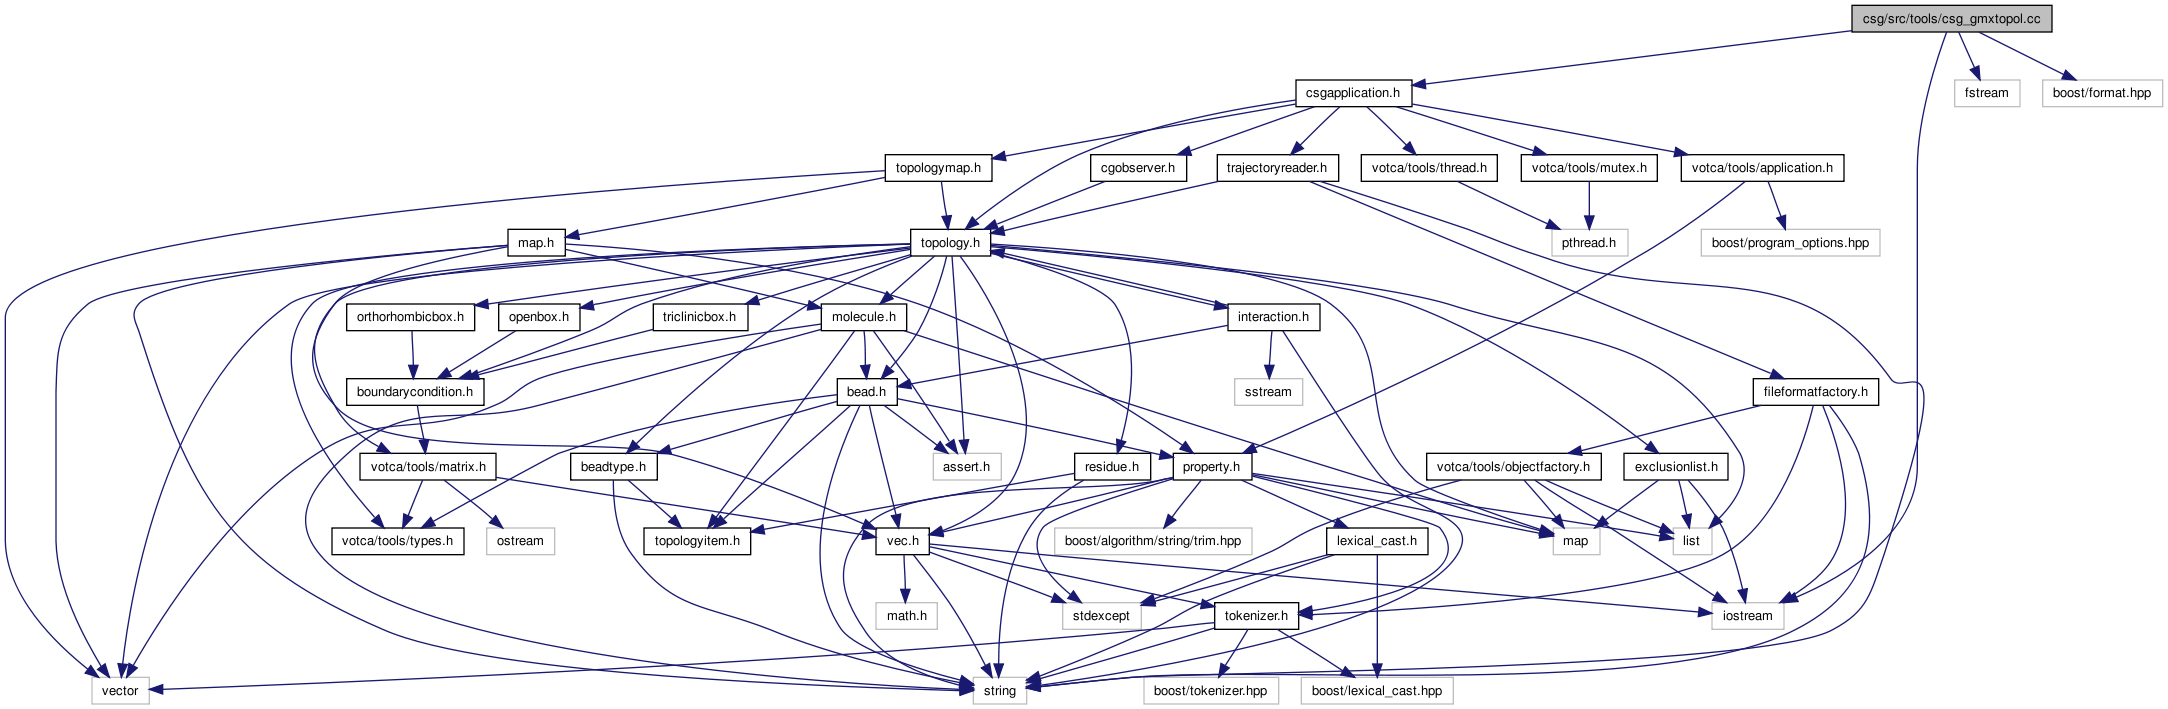 csg/src/tools/csg_gmxtopol.cc
csgapplication.h
fstream
boost/format.hpp
topologymap.h
cgobserver.h
trajectoryreader.h
votca/tools/thread.h
votca/tools/mutex.h
votca/tools/application.h
map.h
topology.h
pthread.h
boost/program_options.hpp
orthorhombicbox.h
openbox.h
triclinicbox.h
molecule.h
interaction.h
boundarycondition.h
bead.h
sstream
fileformatfactory.h
votca/tools/matrix.h
beadtype.h
assert.h
residue.h
property.h
votca/tools/objectfactory.h
exclusionlist.h
votca/tools/types.h
ostream
topologyitem.h
vec.h
boost/algorithm/string/trim.hpp
lexical_cast.h
map
list
math.h
stdexcept
tokenizer.h
iostream
vector
string
boost/tokenizer.hpp
boost/lexical_cast.hpp